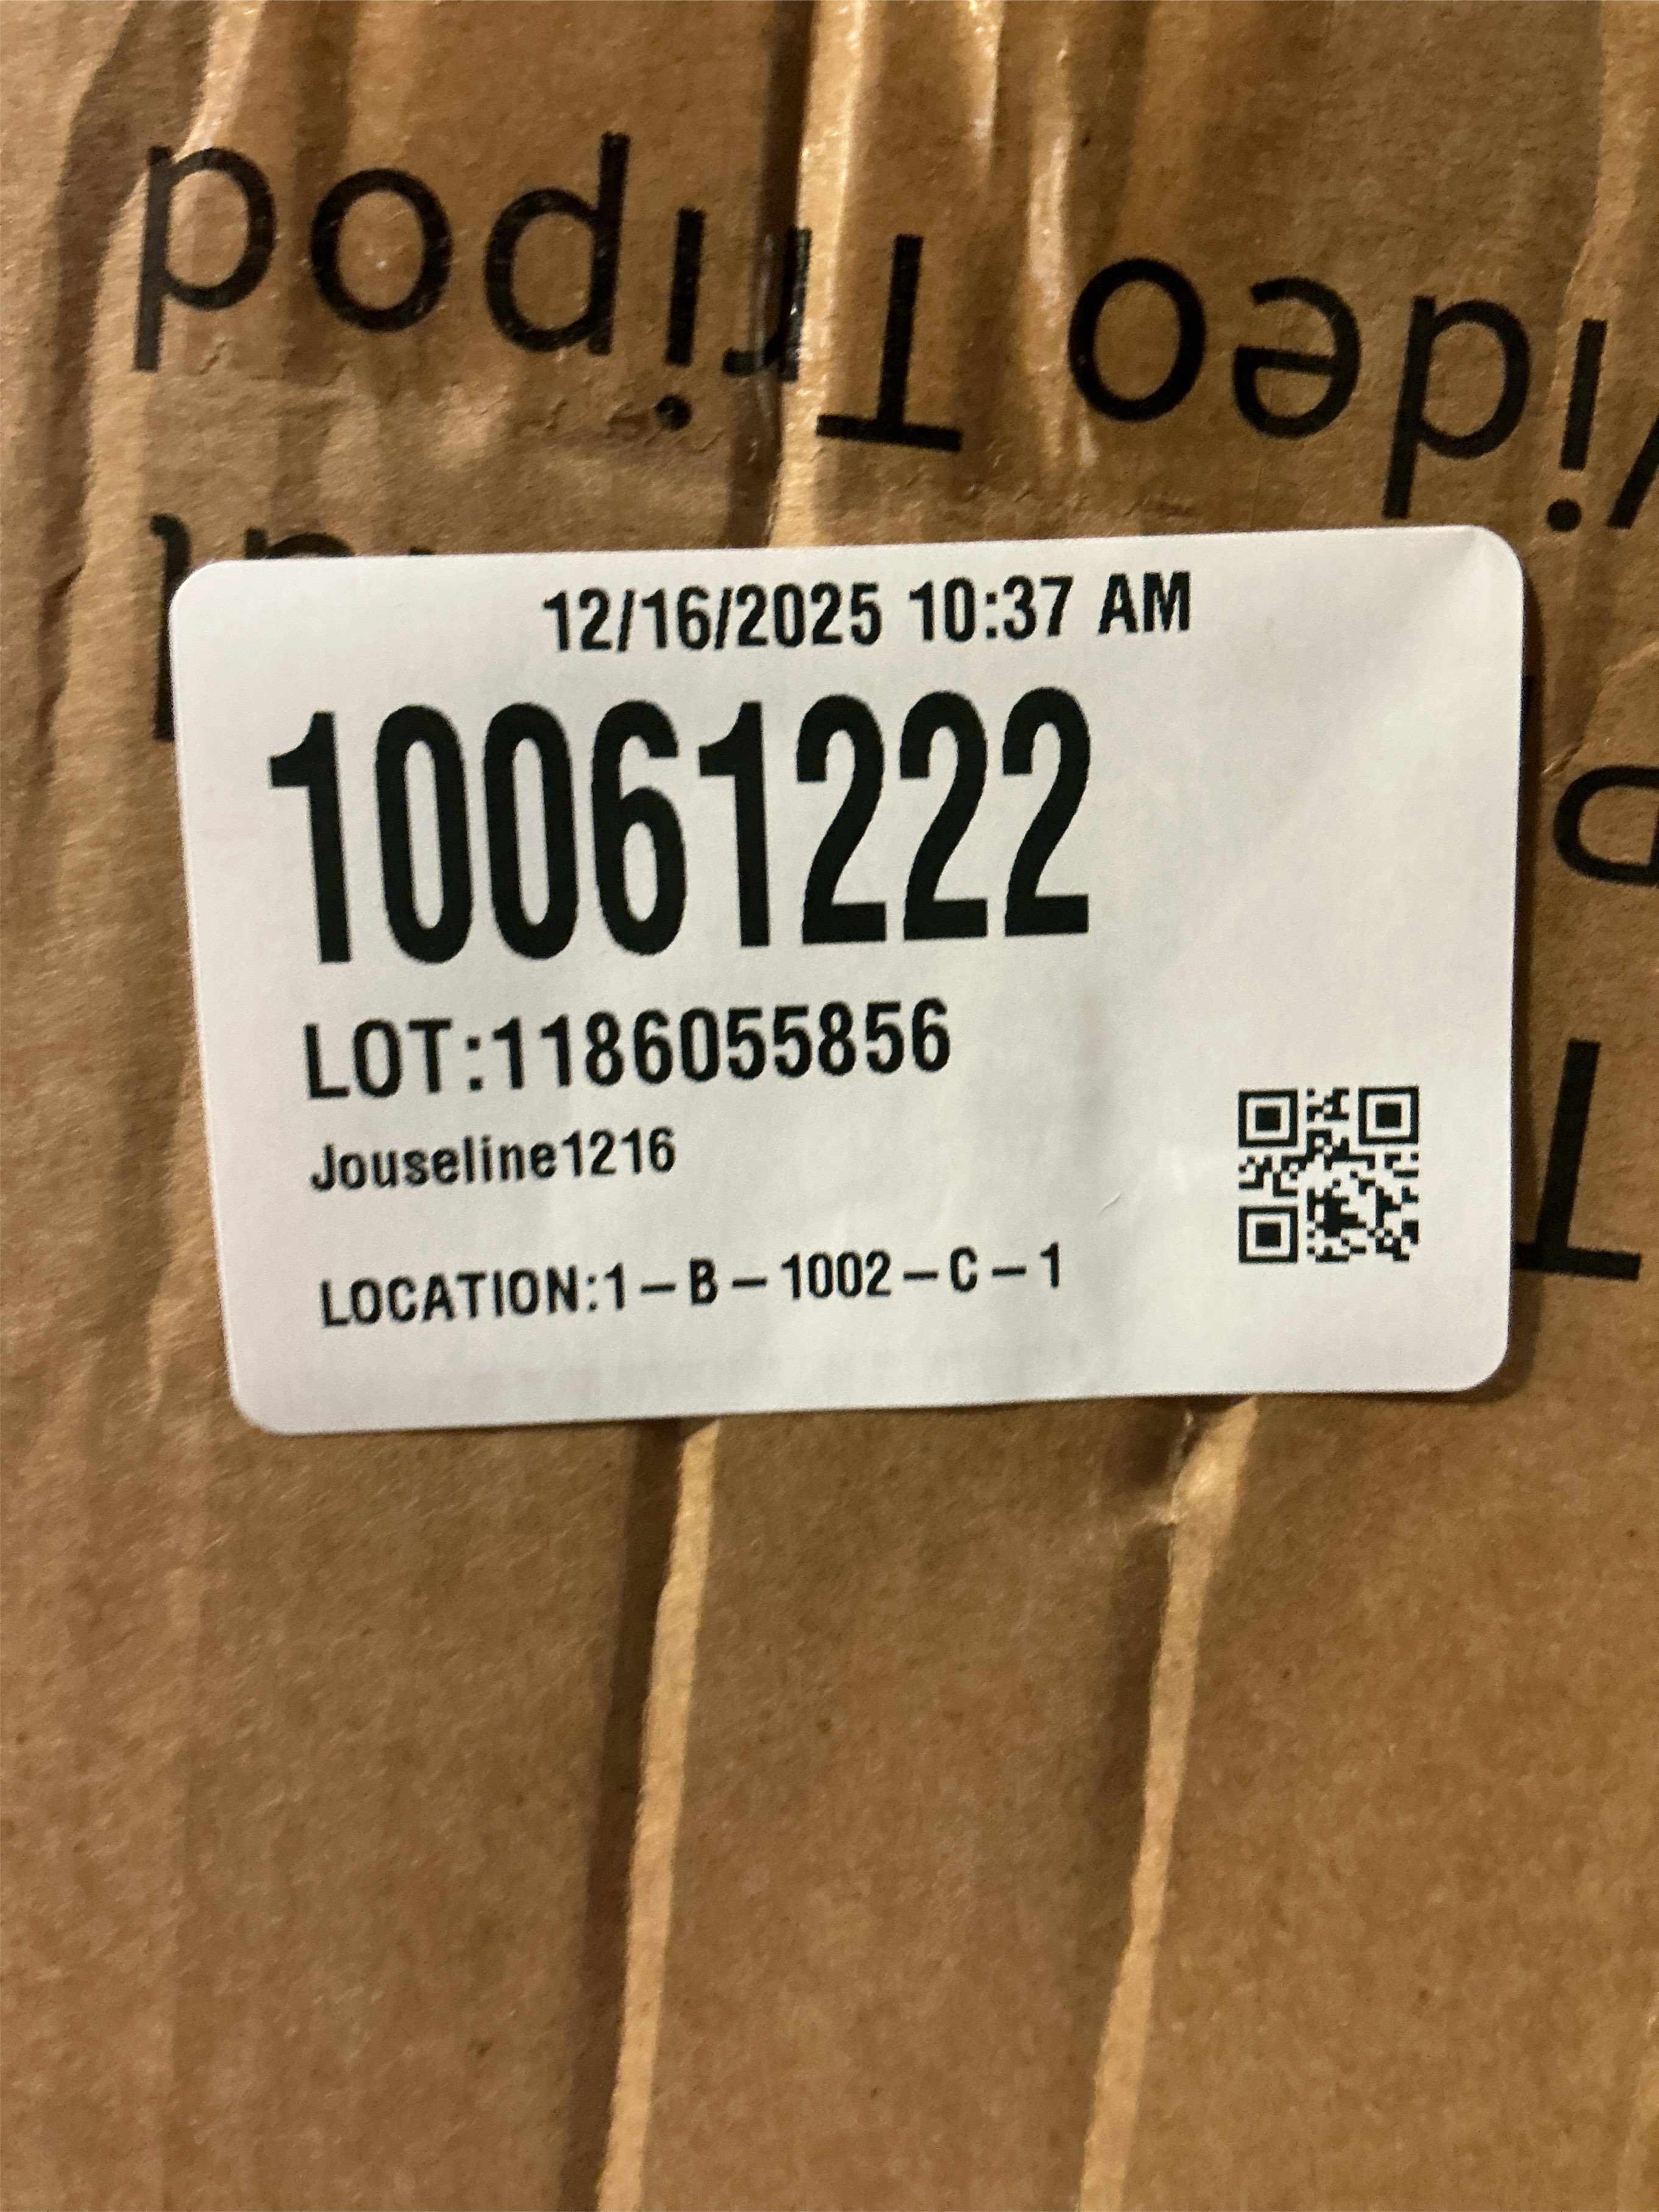 Video Tripod
12/16/2025 10:37 AM
10061222
LOT:1186055856
Jouseline1216
LOCATION:1-B-1002-C-1